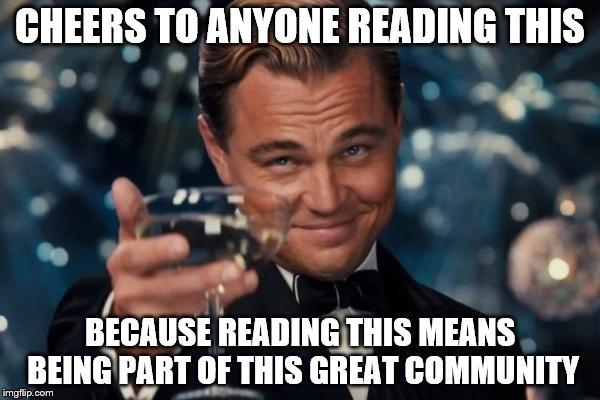 CHEERS TO ANYONE READING THIS
BECAUSE READING THIS MEANS
BEING PART OF THIS GREAT COMMUNITY
imgflip.com